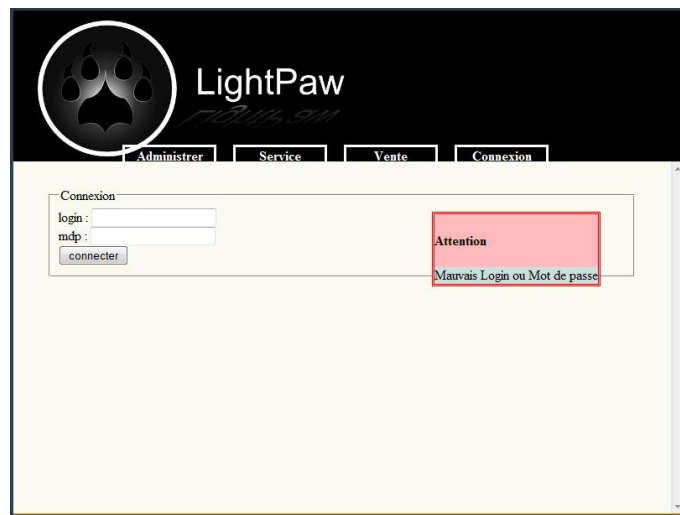 LightPaw
Administrer
Service
Vente
Connexion
Connexion
login :
mdp :
connecter
Attention
Mauvais Login ou Mot de passe